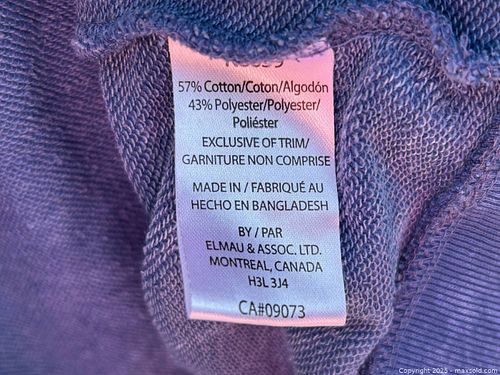 57% Cotton/Coton/Algodón
43% Polyester/Polyester/
Poliéster
EXCLUSIVE OF TRIM/
GARNITURE NON COMPRISE
MADE IN / FABRIQUÉ AU
HECHO EN BANGLADESH
BY / PAR
ELMAU & ASSOC. LTD.
MONTREAL, CANADA
H3L 3J4
CA#09073
Copyright 2025 - maxsold.com